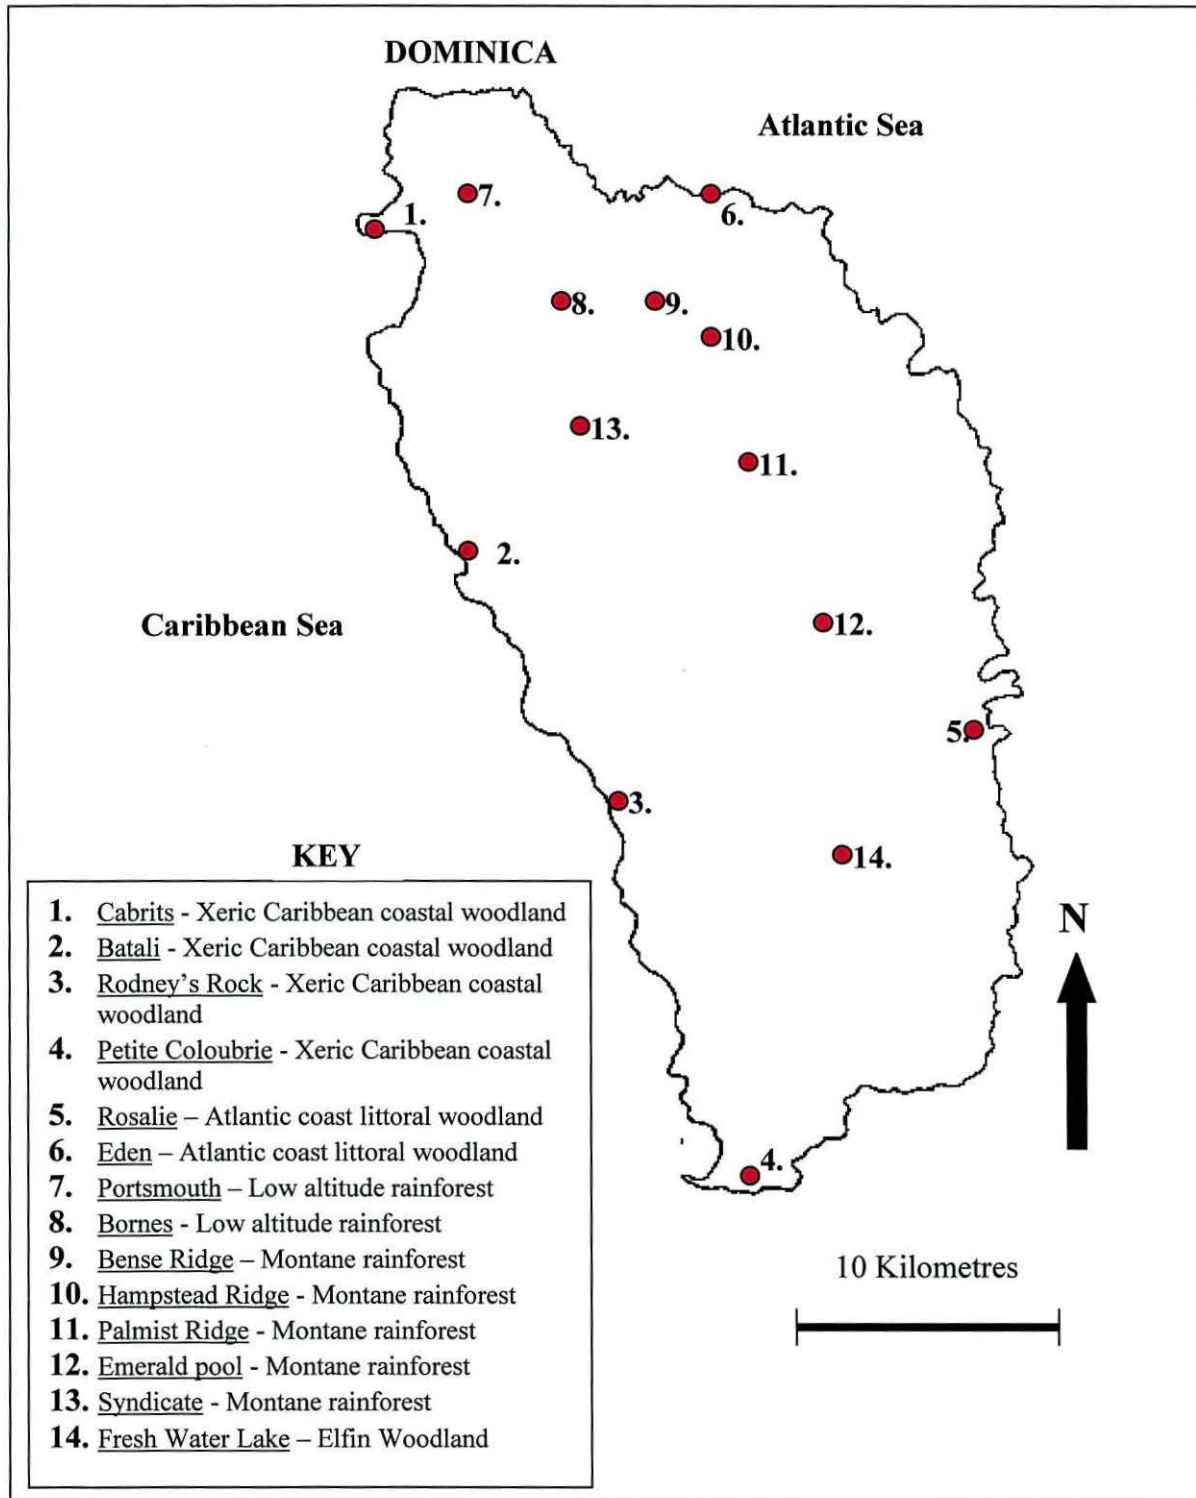 DOMINICA
Atlantic Sea
7.
1.
6.
8.
9.
10.
13.
11.
2.
Caribbean Sea
12.
5.
3.
14.
KEY
N
1. Cabrits - Xeric Caribbean coastal woodland
2. Batali - Xeric Caribbean coastal woodland
3. Rodney's Rock - Xeric Caribbean coastal
woodland
4. Petite Coloubrie - Xeric Caribbean coastal
woodland
5. Rosalie – Atlantic coast littoral woodland
6. Eden – Atlantic coast littoral woodland
7. Portsmouth – Low altitude rainforest
8. Bornes - Low altitude rainforest
9. Bense Ridge – Montane rainforest
10. Hampstead Ridge - Montane rainforest
11. Palmist Ridge - Montane rainforest
12. Emerald pool - Montane rainforest
13. Syndicate - Montane rainforest
14. Fresh Water Lake – Elfin Woodland
4.
10 Kilometres